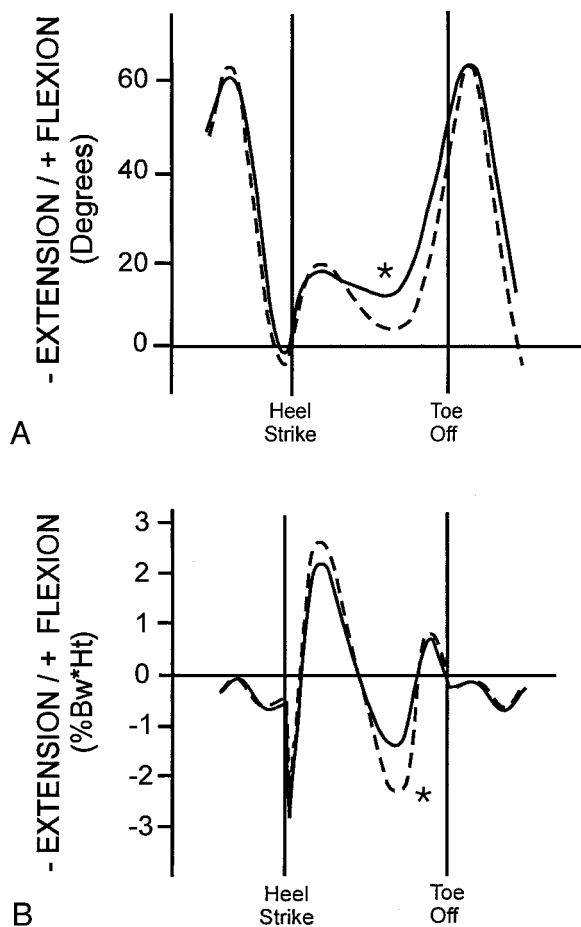 - EXTENSION / + FLEXION
(Degrees)
60
40
20
0
*
Heel
Strike
Toe
Off
A
- EXTENSION / + FLEXION
(%Bw*Ht)
3
2
1
0
-1
-2
-3
*
Heel
Strike
Toe
Off
B